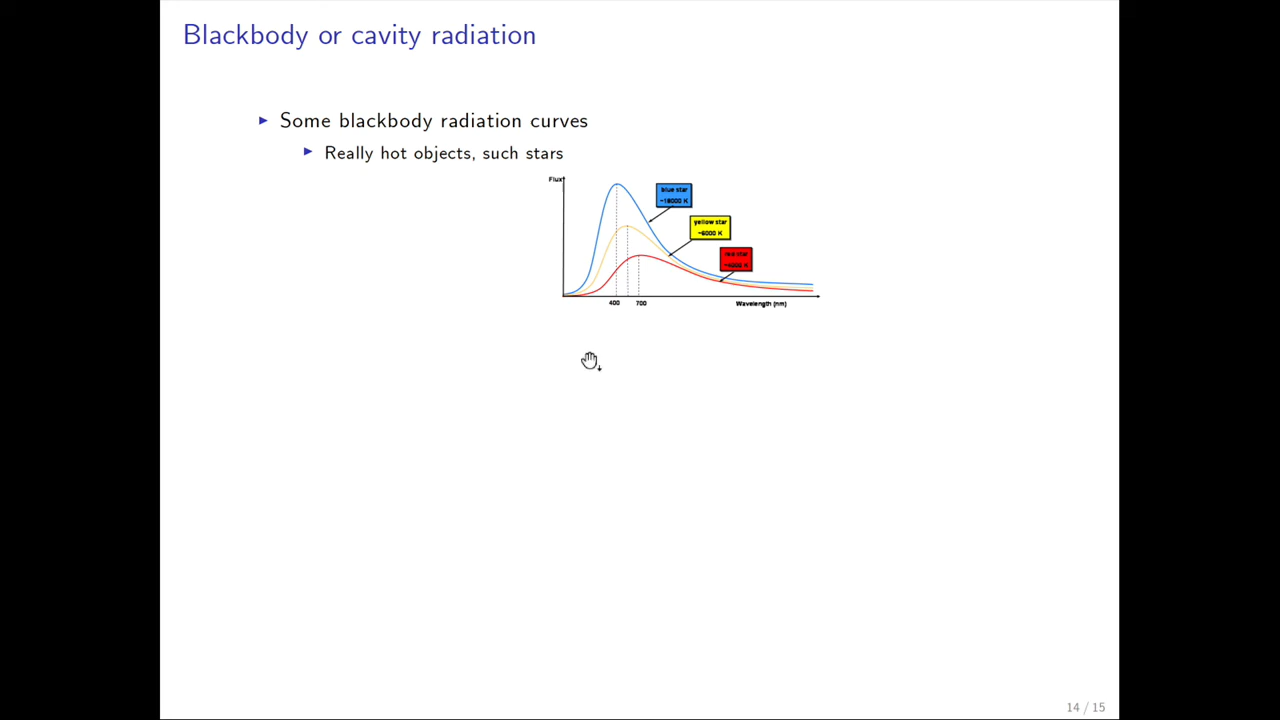 Blackbody or cavity radiation
Some blackbody radiation curves
Really hot objects, such stars
Flux
blue star
yellow star
~6000 K
400
700
Wavelength (nm)
14 / 15